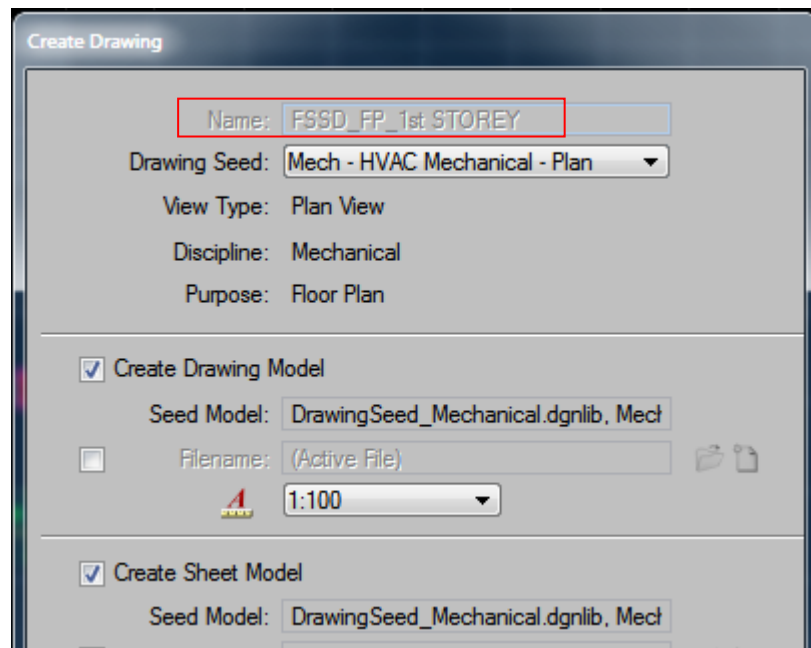 Create Drawing
Name: FSSD_FP_1st STOREY
Drawing Seed: Mech - HVAC Mechanical - Plan
View Type: Plan View
Discipline: Mechanical
Purpose: Floor Plan
Create Drawing Model
Seed Model: DrawingSeed_Mechanical.dgnlib, Mech
Filename: (Active File)
A 1:100
Create Sheet Model
Seed Model: DrawingSeed_Mechanical.dgnlib, Mech